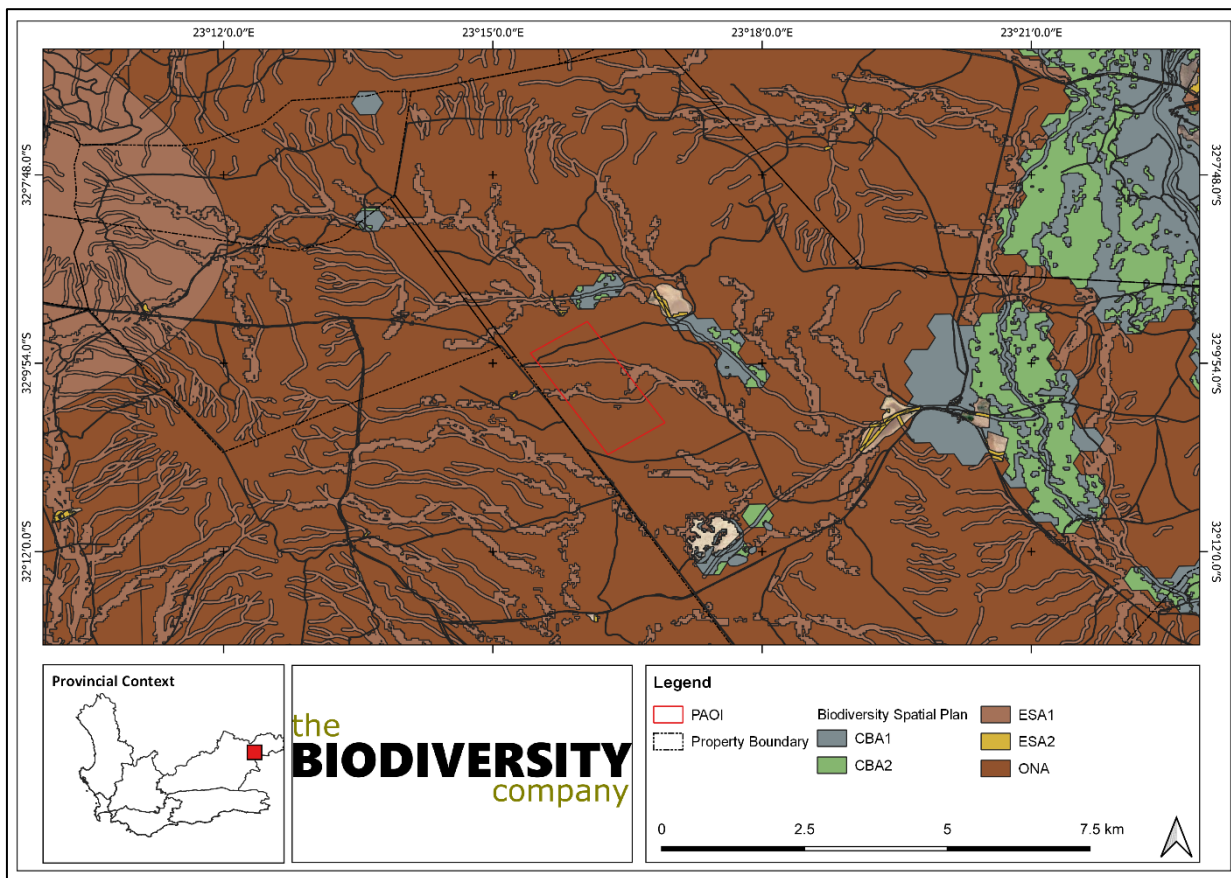 23°12'0.0"E 23°15'0.0"E 23°18'0.0"E 23°21'0.0"E
32°7'48.0"S 32°7'48.0"S
32°9'54.0"S 32°9'54.0"S
32°12'0.0"S 32°12'0.0"S
Provincial Context
the
BIODIVERSITY
company
Legend
PAOI
Property Boundary
Biodiversity Spatial Plan
CBA1
CBA2
ESA1
ESA2
ONA
0 2.5 5 7.5 km